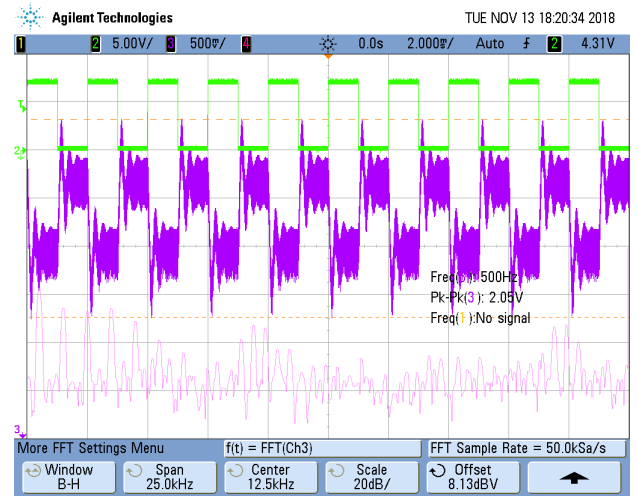 Agilent Technologies TUE NOV 13 18:20:34 2018
1 2 5.00V/ 3 500mV/ 4 0.0s 2.000ms/ Auto 2 4.31V
T
2
Freq(3): 500Hz
Pk-Pk(3): 2.05V
Freq(1):No signal
3
More FFT Settings Menu f(t) = FFT(Ch3) FFT Sample Rate = 50.0kSa/s
Window Span Center Scale Offset
B-H 25.0kHz 12.5kHz 20dB/ 8.13dBV